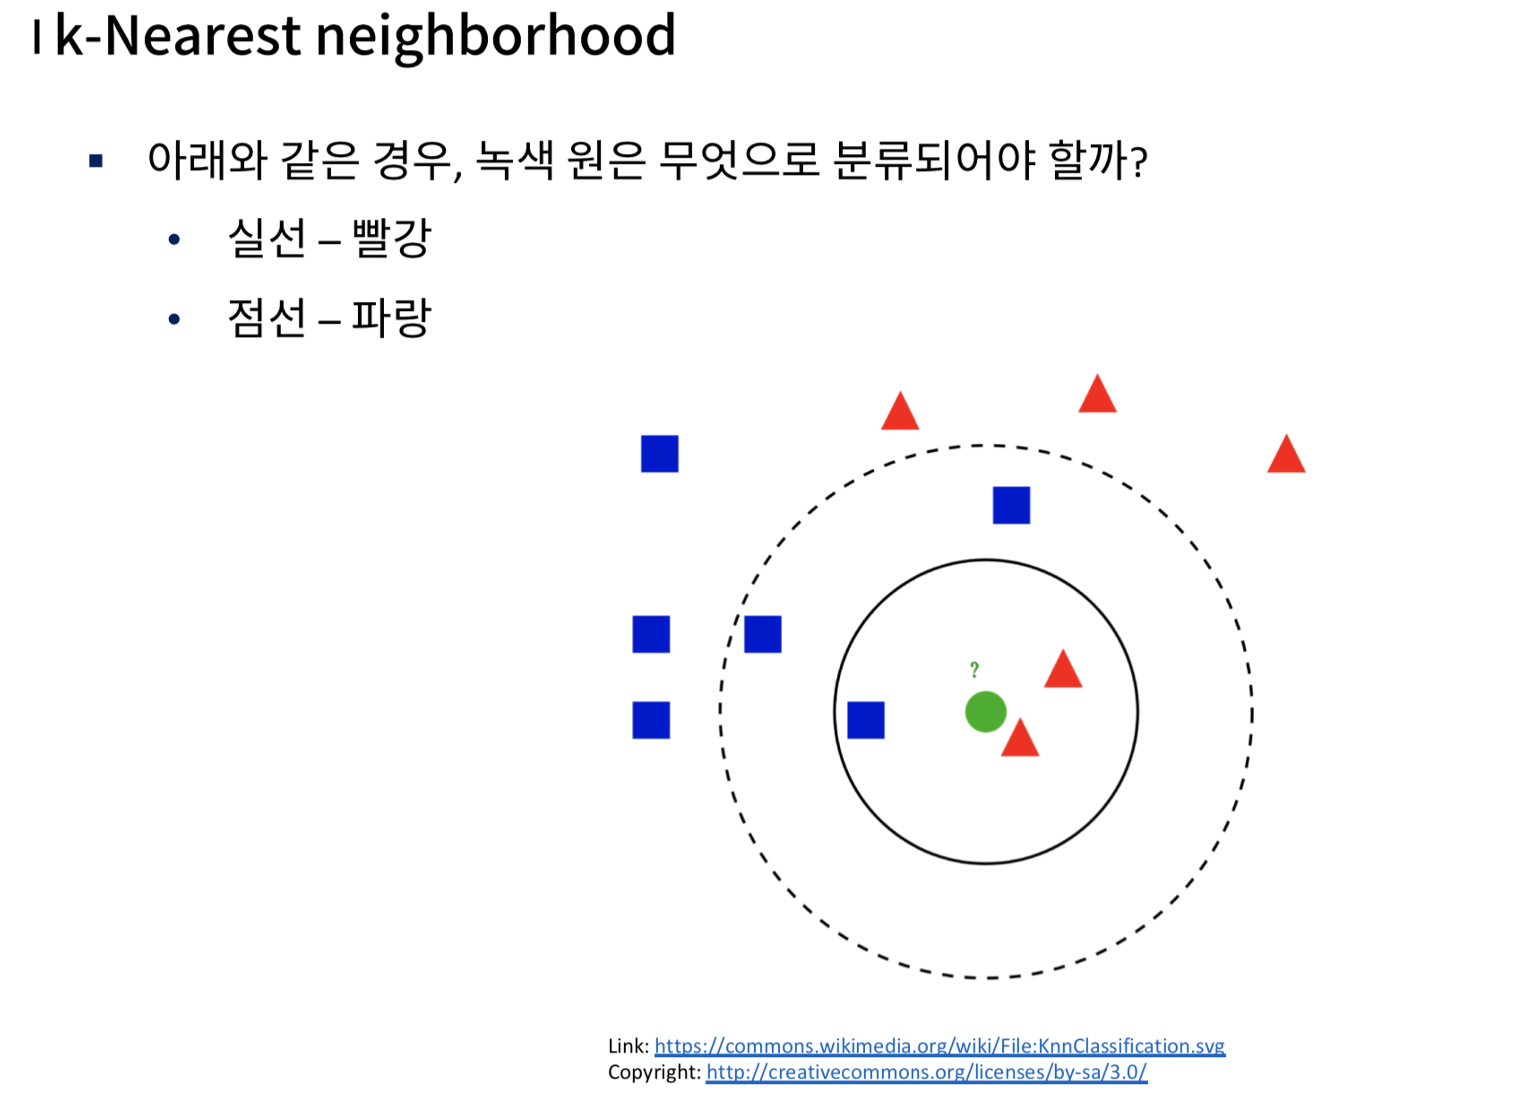 l k-Nearest neighborhood
▪ 아래와 같은 경우, 녹색 원은 무엇으로 분류되어야 할까?
• 실선 – 빨강
• 점선 – 파랑
?
Link: https://commons.wikimedia.org/wiki/File:KnnClassification.svg
Copyright: http://creativecommons.org/licenses/by-sa/3.0/